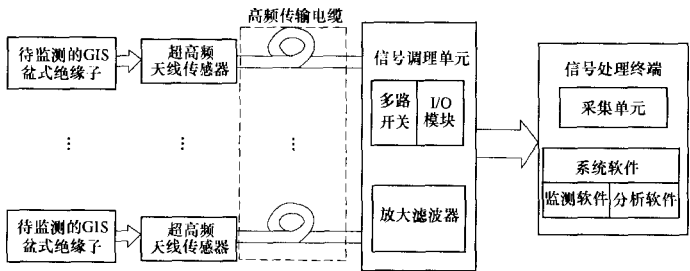 高频传输电缆
待监测的GIS
盆式绝缘子
超高频
天线传感器
信号调理单元
多路
开关
I/O
模块
放大滤波器
信号处理终端
采集单元
系统软件
监测软件
分析软件
待监测的GIS
盆式绝缘子
超高频
天线传感器